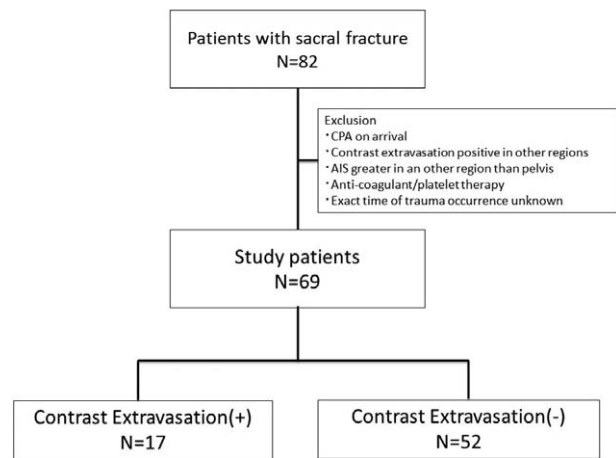 Patients with sacral fracture
N=82
Exclusion
・CPA on arrival
・Contrast extravasation positive in other regions
・AIS greater in an other region than pelvis
・Anti-coagulant/platelet therapy
・Exact time of trauma occurrence unknown
Study patients
N=69
Contrast Extravasation(+)
N=17
Contrast Extravasation(-)
N=52